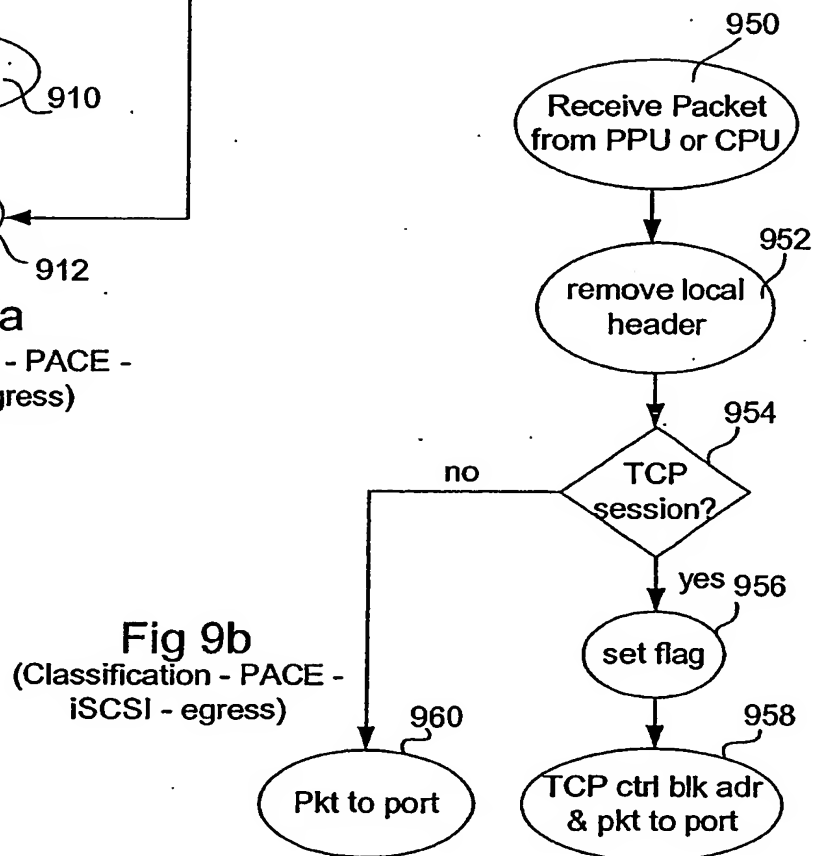 950
Receive Packet
from PPU or CPU
910
952
remove local
header
912
a
- PACE -
gress)
954
TCP
session?
no
yes
956
set flag
Fig 9b
(Classification - PACE -
iSCSI - egress)
960
Pkt to port
958
TCP ctrl blk adr
& pkt to port